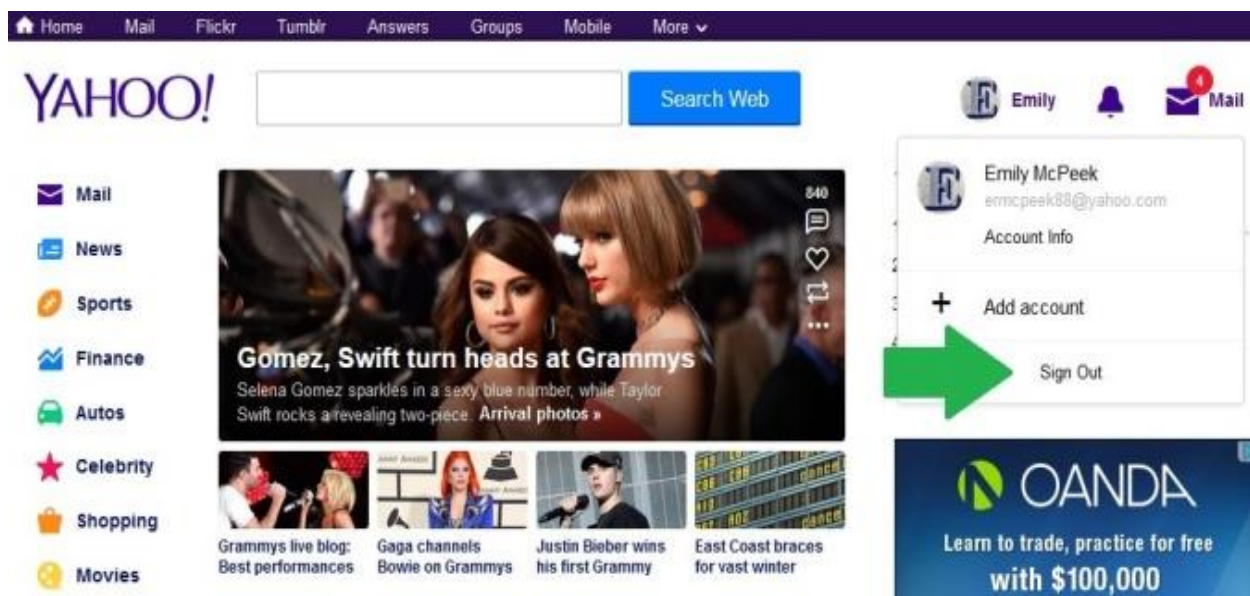 Home Mail Flickr Tumblr Answers Groups Mobile More
YAHOO!
Search Web
Emily
4
Mail
Mail
News
Sports
Finance
Autos
Celebrity
Shopping
Movies
840
Gomez, Swift turn heads at Grammys
Selena Gomez sparkles in a sexy blue number, while Taylor
Swift rocks a revealing two-piece. Arrival photos »
Grammys live blog:
Best performances
Gaga channels
Bowie on Grammys
Justin Bieber wins
his first Grammy
East Coast braces
for vast winter
Emily McPeek
ermcpeek88@yahoo.com
Account Info
+ Add account
Sign Out
OANDA
Learn to trade, practice for free
with $100,000